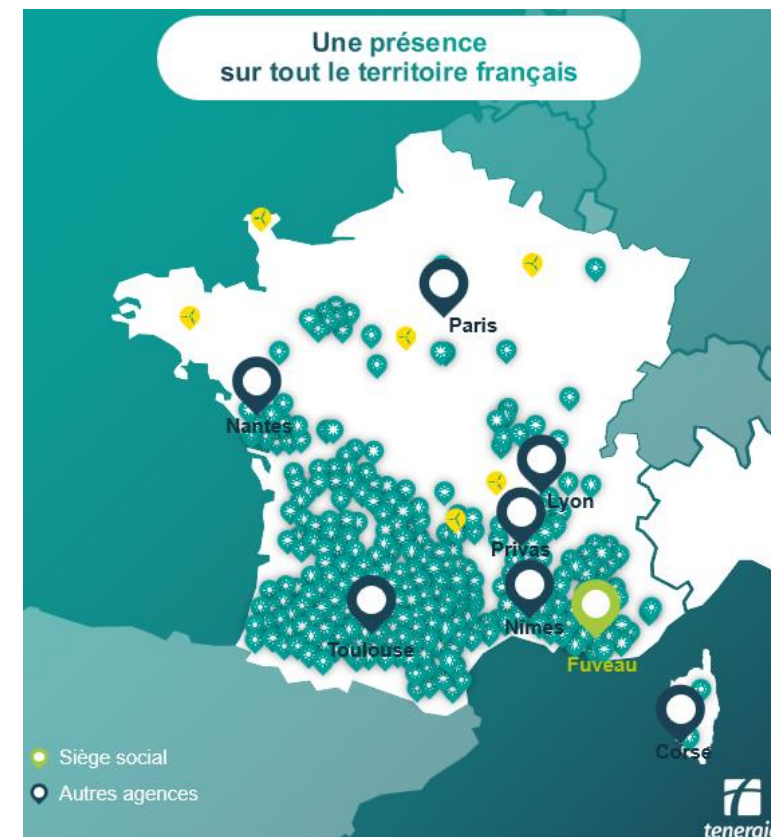 Une présence
sur tout le territoire français
Paris
Nantes
Lyon
Privas
Nîmes
Toulouse
Fuveau
Corse
Siège social
Autres agences
tenergi